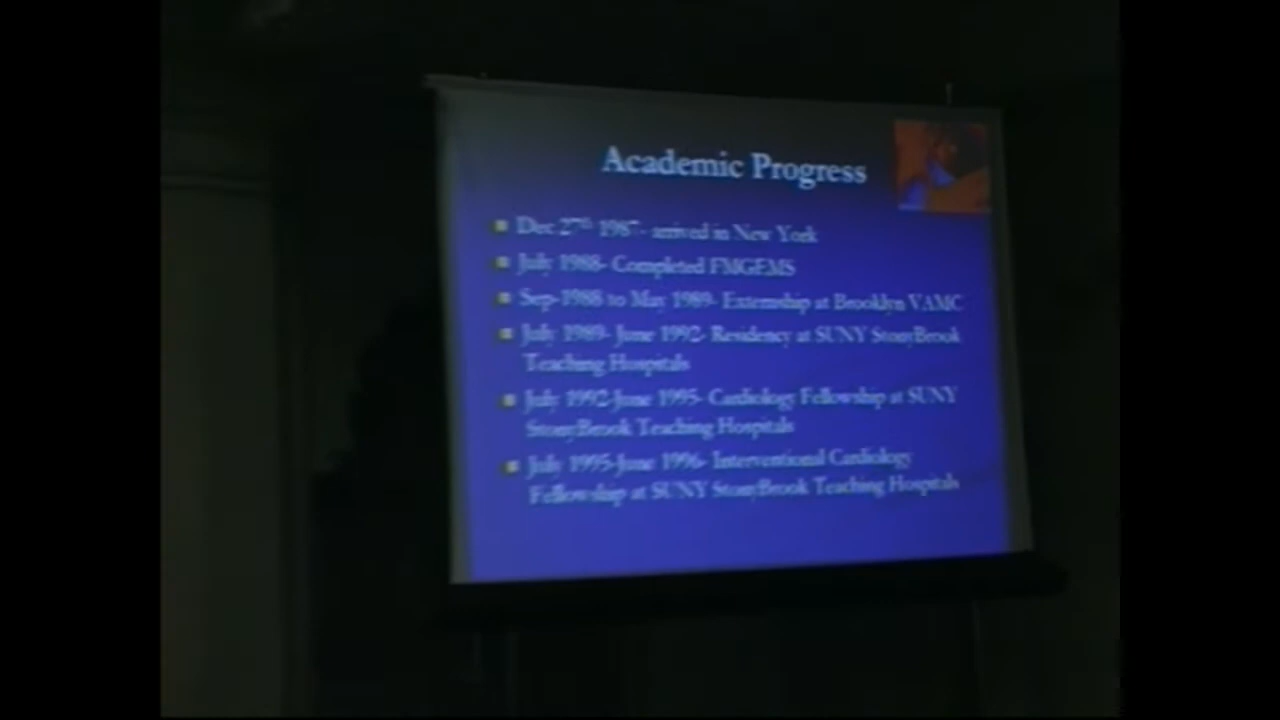 Academic Progress
Dec 27th 1987- arrived in New York
July 1988- Completed FMGEMS
Sep-1988 to May 1989- Externship at Brooklyn VAMC
July 1989- June 1992- Residency at SUNY StonyBrook
Teaching Hospitals
July 1992-June 1995- Cardiology Fellowship at SUNY
StonyBrook Teaching Hospitals
July 1995-June 1996- Interventional Cardiology
Fellowship at SUNY StonyBrook Teaching Hospitals